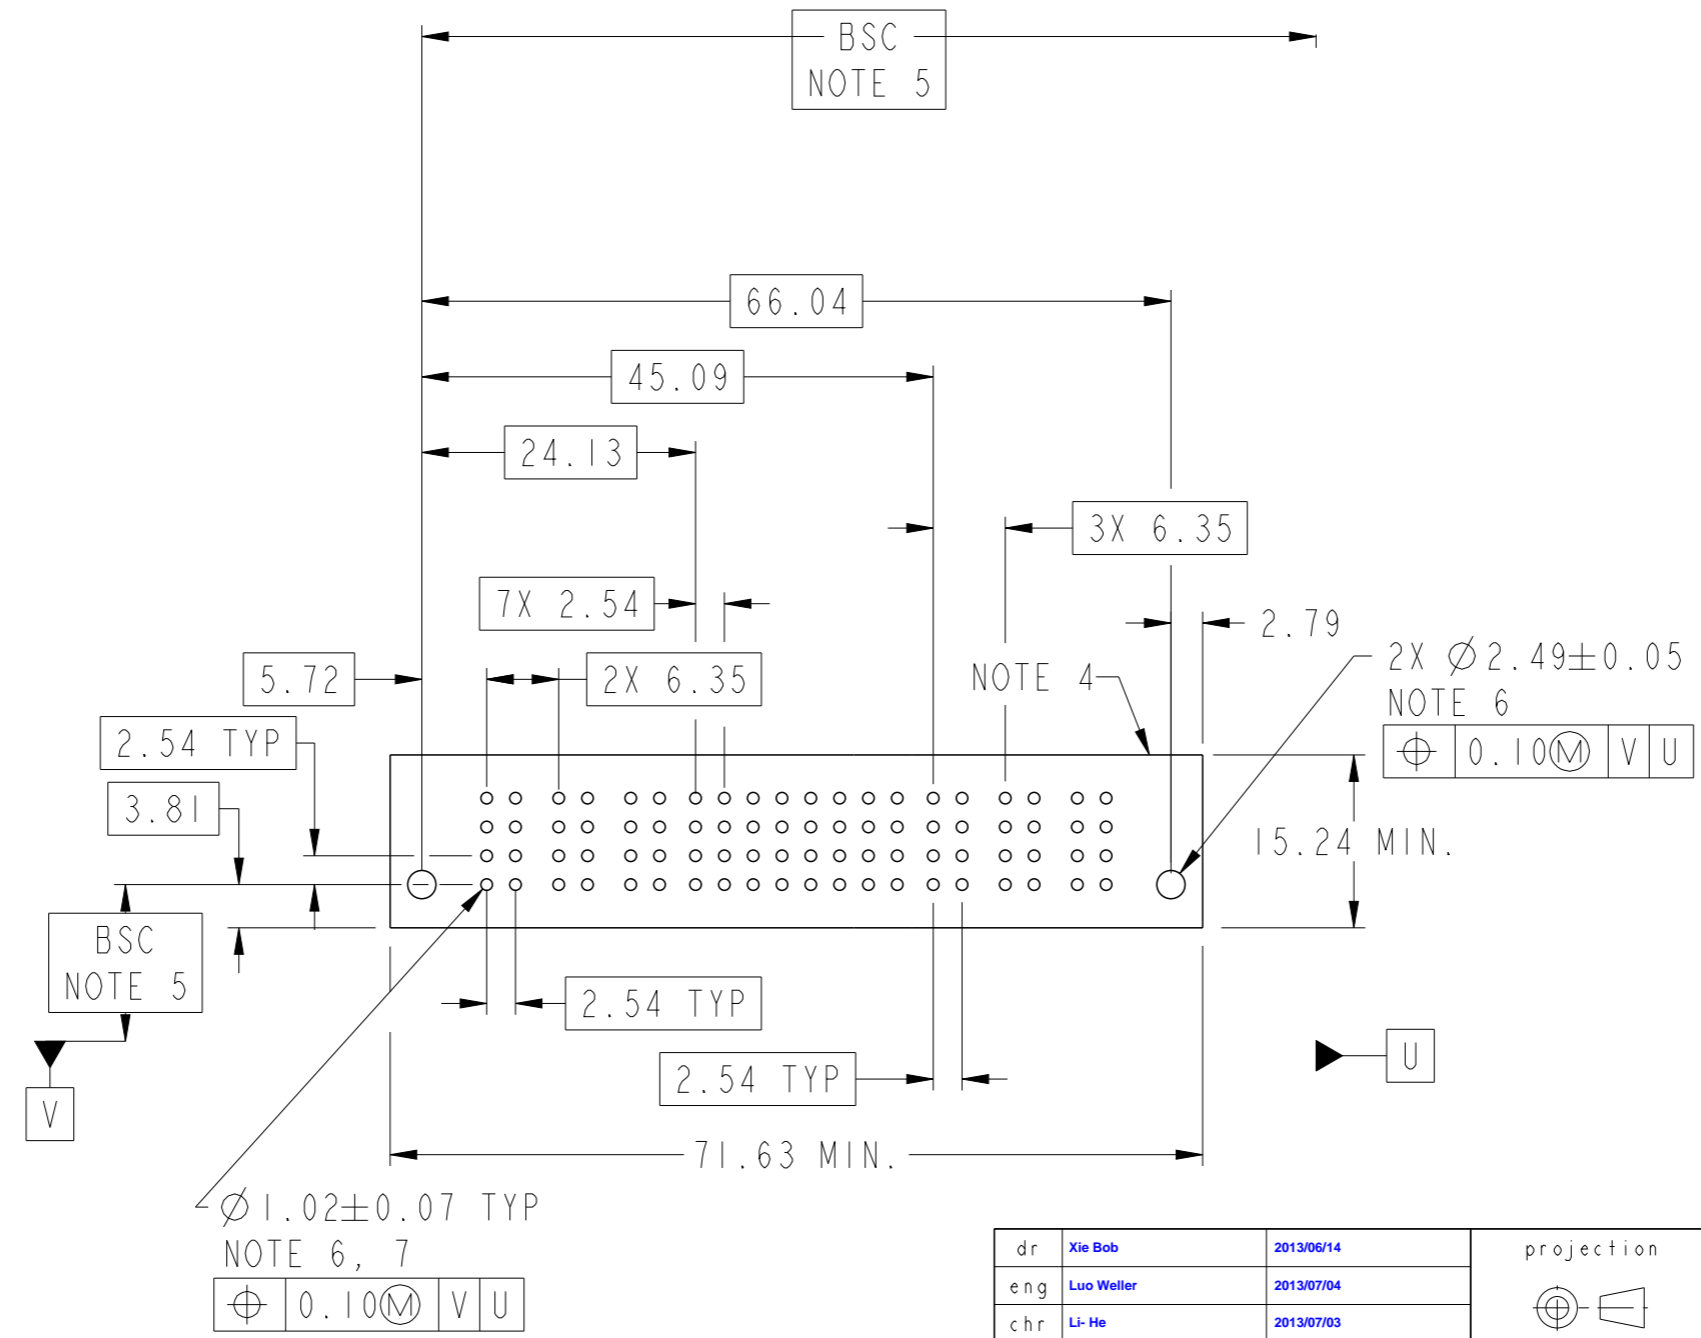 BSC
NOTE 5
66.04
45.09
24.13
3X 6.35
7X 2.54
2.79
5.72
2X 6.35
NOTE 4
2X ∅2.49±0.05
NOTE 6
⌖ 0.10Ⓜ V U
2.54 TYP
3.81
15.24 MIN.
BSC
NOTE 5
2.54 TYP
2.54 TYP
U
V
71.63 MIN.
∅1.02±0.07 TYP
NOTE 6, 7
⌖ 0.10Ⓜ V U
dr Xie Bob 2013/06/14
projection
eng Luo Weller 2013/07/04
chr Li- He 2013/07/03